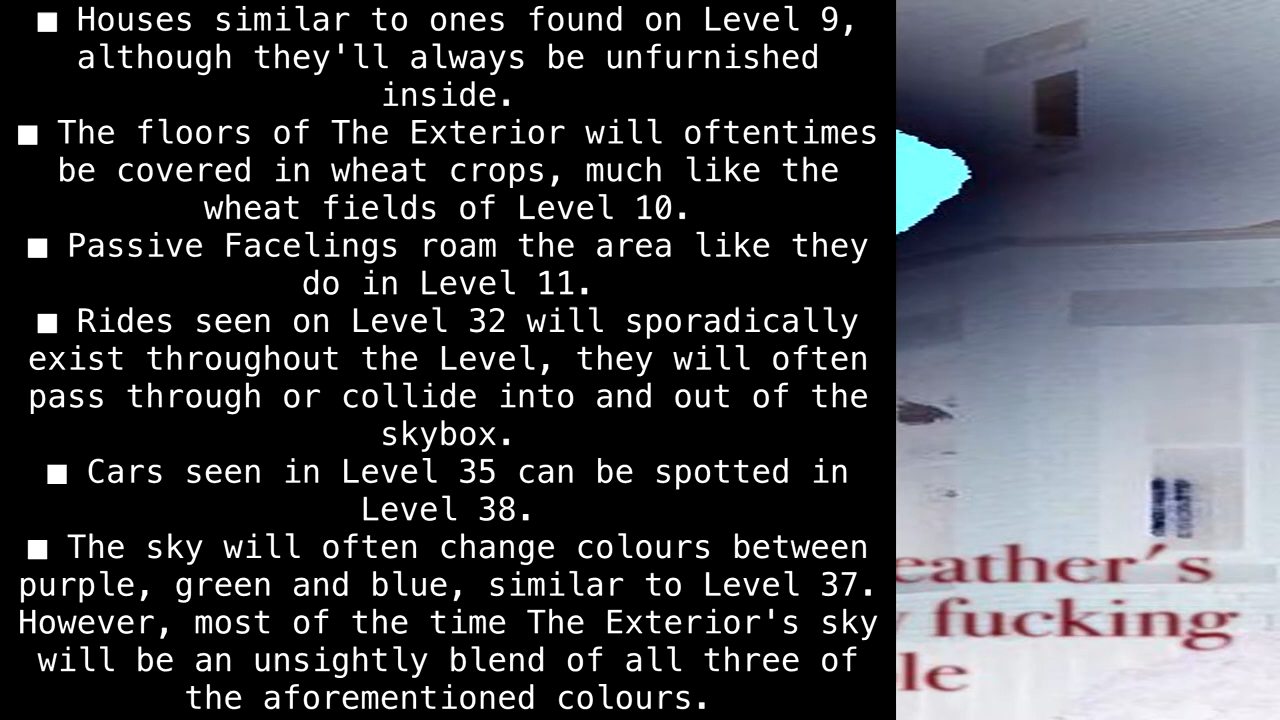 ■ Houses similar to ones found on Level 9,
although they'll always be unfurnished
inside.
■ The floors of The Exterior will oftentimes
be covered in wheat crops, much like the
wheat fields of Level 10.
■ Passive Facelings roam the area like they
do in Level 11.
■ Rides seen on Level 32 will sporadically
exist throughout the Level, they will often
pass through or collide into and out of the
skybox.
■ Cars seen in Level 35 can be spotted in
Level 38.
■ The sky will often change colours between
purple, green and blue, similar to Level 37.
However, most of the time The Exterior's sky
will be an unsightly blend of all three of
the aforementioned colours.
eather's
fucking
le